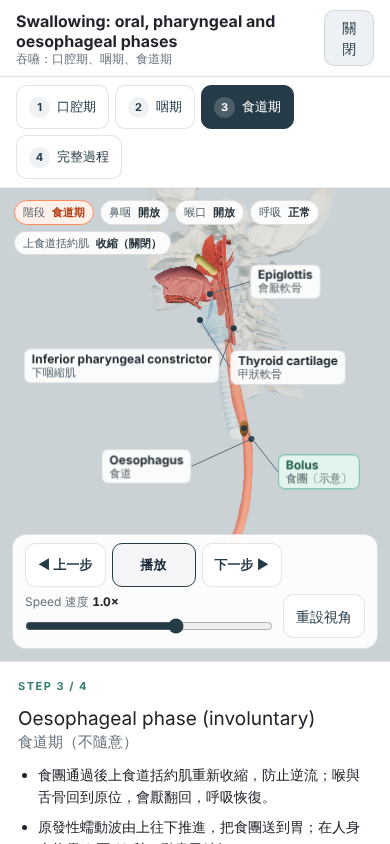 Swallowing: oral, pharyngeal and
oesophageal phases
吞嚥：口腔期、咽期、食道期
關
閉
1 口腔期
2 咽期
3 食道期
4 完整過程
階段 食道期
鼻咽 開放
喉口 開放
呼吸 正常
上食道括約肌 收縮（關閉）
Epiglottis
會厭軟骨
Inferior pharyngeal constrictor
下咽縮肌
Thyroid cartilage
甲狀軟骨
Oesophagus
食道
Bolus
食團〔示意〕
◀ 上一步
播放
下一步 ▶
Speed 速度 1.0×
重設視角
STEP 3 / 4
Oesophageal phase (involuntary)
食道期（不隨意）
• 食團通過後上食道括約肌重新收縮，防止逆流；喉與
舌骨回到原位，會厭翻回，呼吸恢復。
• 原發性蠕動波由上往下推進，把食團送到胃；在人身